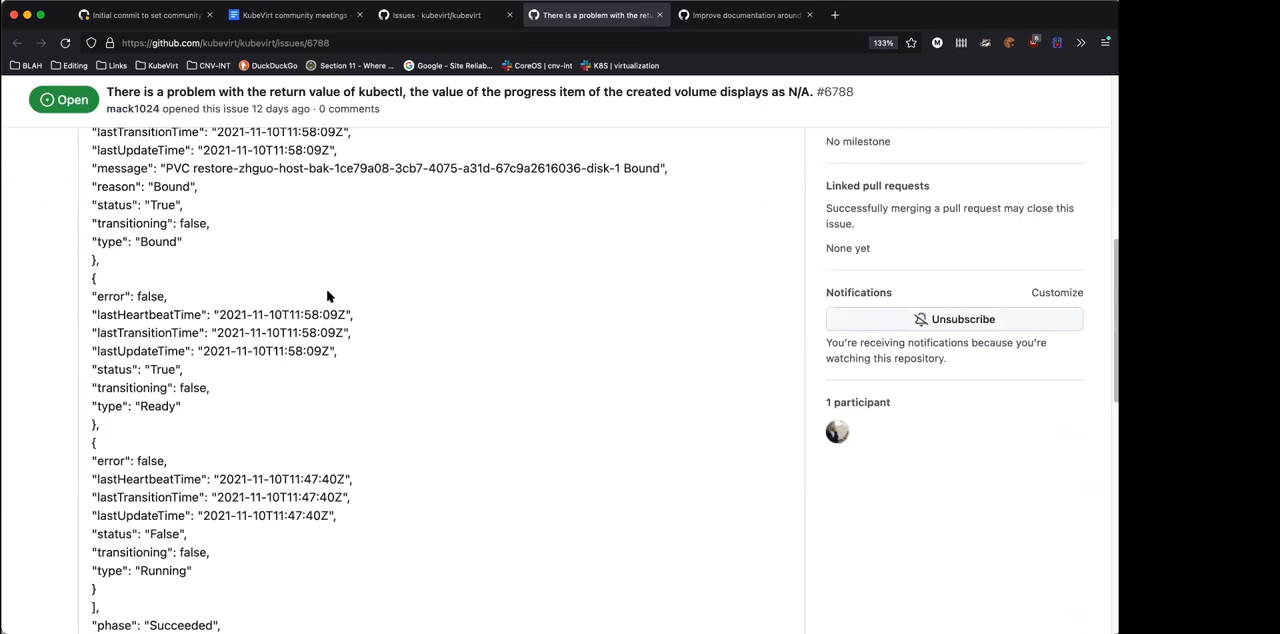 Initial commit to set community
KubeVirt community meetings -
Issues · kubevirt/kubevirt
There is a problem with the retu
Improve documentation around
https://github.com/kubevirt/kubevirt/issues/6788
133%
BLAH
Editing
Links
KubeVirt
CNV-INT
DuckDuckGo
Section 11 - Where ...
Google - Site Reliab...
CoreOS | cnv-int
K8S | virtualization
Open
There is a problem with the return value of kubectl, the value of the progress item of the created volume displays as N/A. #6788
mack1024 opened this issue 12 days ago · 0 comments
"lastTransitionTime": "2021-11-10T11:58:09Z",
"lastUpdateTime": "2021-11-10T11:58:09Z",
"message": "PVC restore-zhguo-host-bak-1ce79a08-3cb7-4075-a31d-67c9a2616036-disk-1 Bound",
"reason": "Bound",
"status": "True",
"transitioning": false,
"type": "Bound"
},
{
"error": false,
"lastHeartbeatTime": "2021-11-10T11:58:09Z",
"lastTransitionTime": "2021-11-10T11:58:09Z",
"lastUpdateTime": "2021-11-10T11:58:09Z",
"status": "True",
"transitioning": false,
"type": "Ready"
},
{
"error": false,
"lastHeartbeatTime": "2021-11-10T11:47:40Z",
"lastTransitionTime": "2021-11-10T11:47:40Z",
"lastUpdateTime": "2021-11-10T11:47:40Z",
"status": "False",
"transitioning": false,
"type": "Running"
}
],
"phase": "Succeeded",
No milestone
Linked pull requests
Successfully merging a pull request may close this
issue.
None yet
Notifications
Customize
Unsubscribe
You're receiving notifications because you're
watching this repository.
1 participant